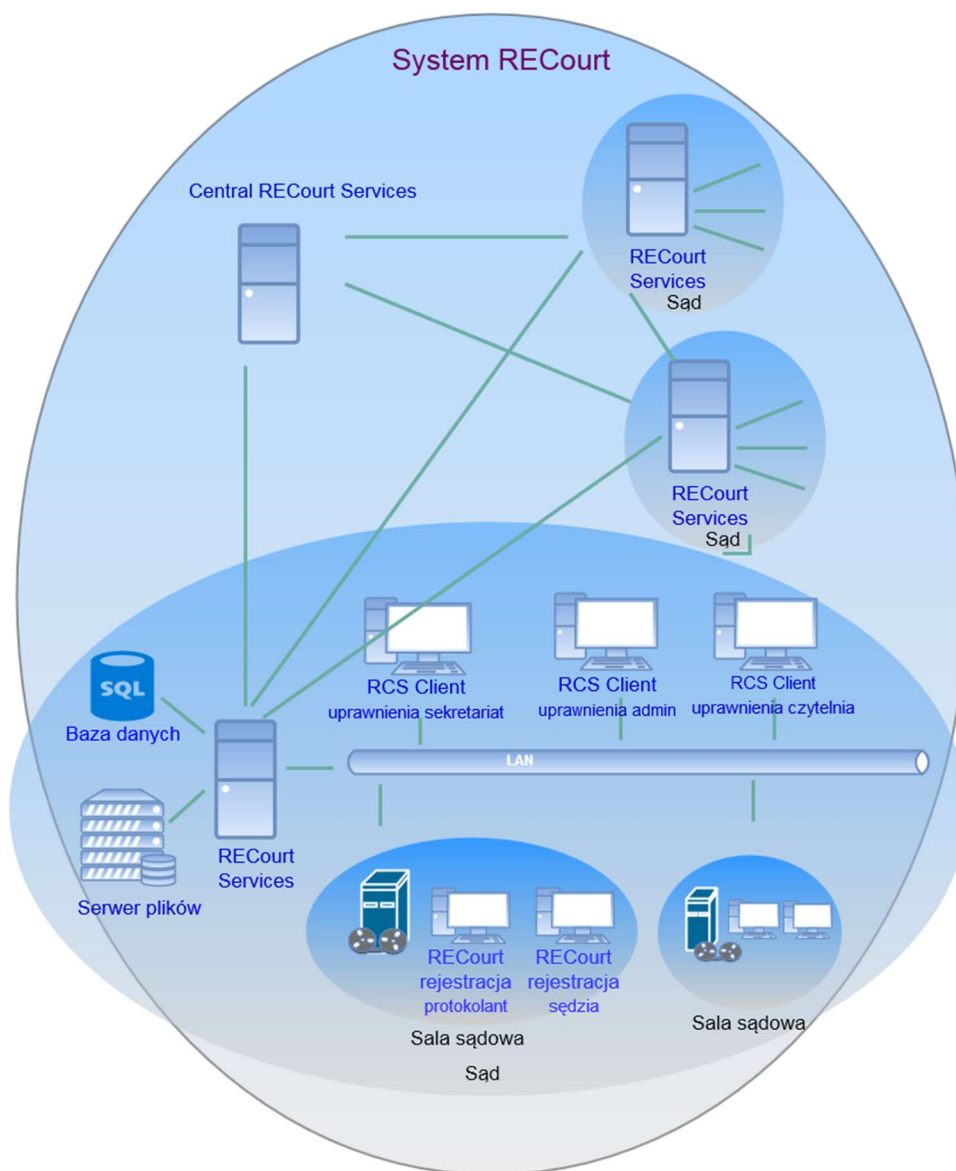 System RECourt
Central RECourt Services
RECourt
Services
Sąd
RECourt
Services
Sąd
RCS Client
uprawnienia sekretariat
RCS Client
uprawnienia admin
RCS Client
uprawnienia czytelnia
SQL
Baza danych
LAN
RECourt
Services
Serwer plików
RECourt
rejestracja
protokolant
RECourt
rejestracja
sędzia
Sala sądowa
Sala sądowa
Sąd